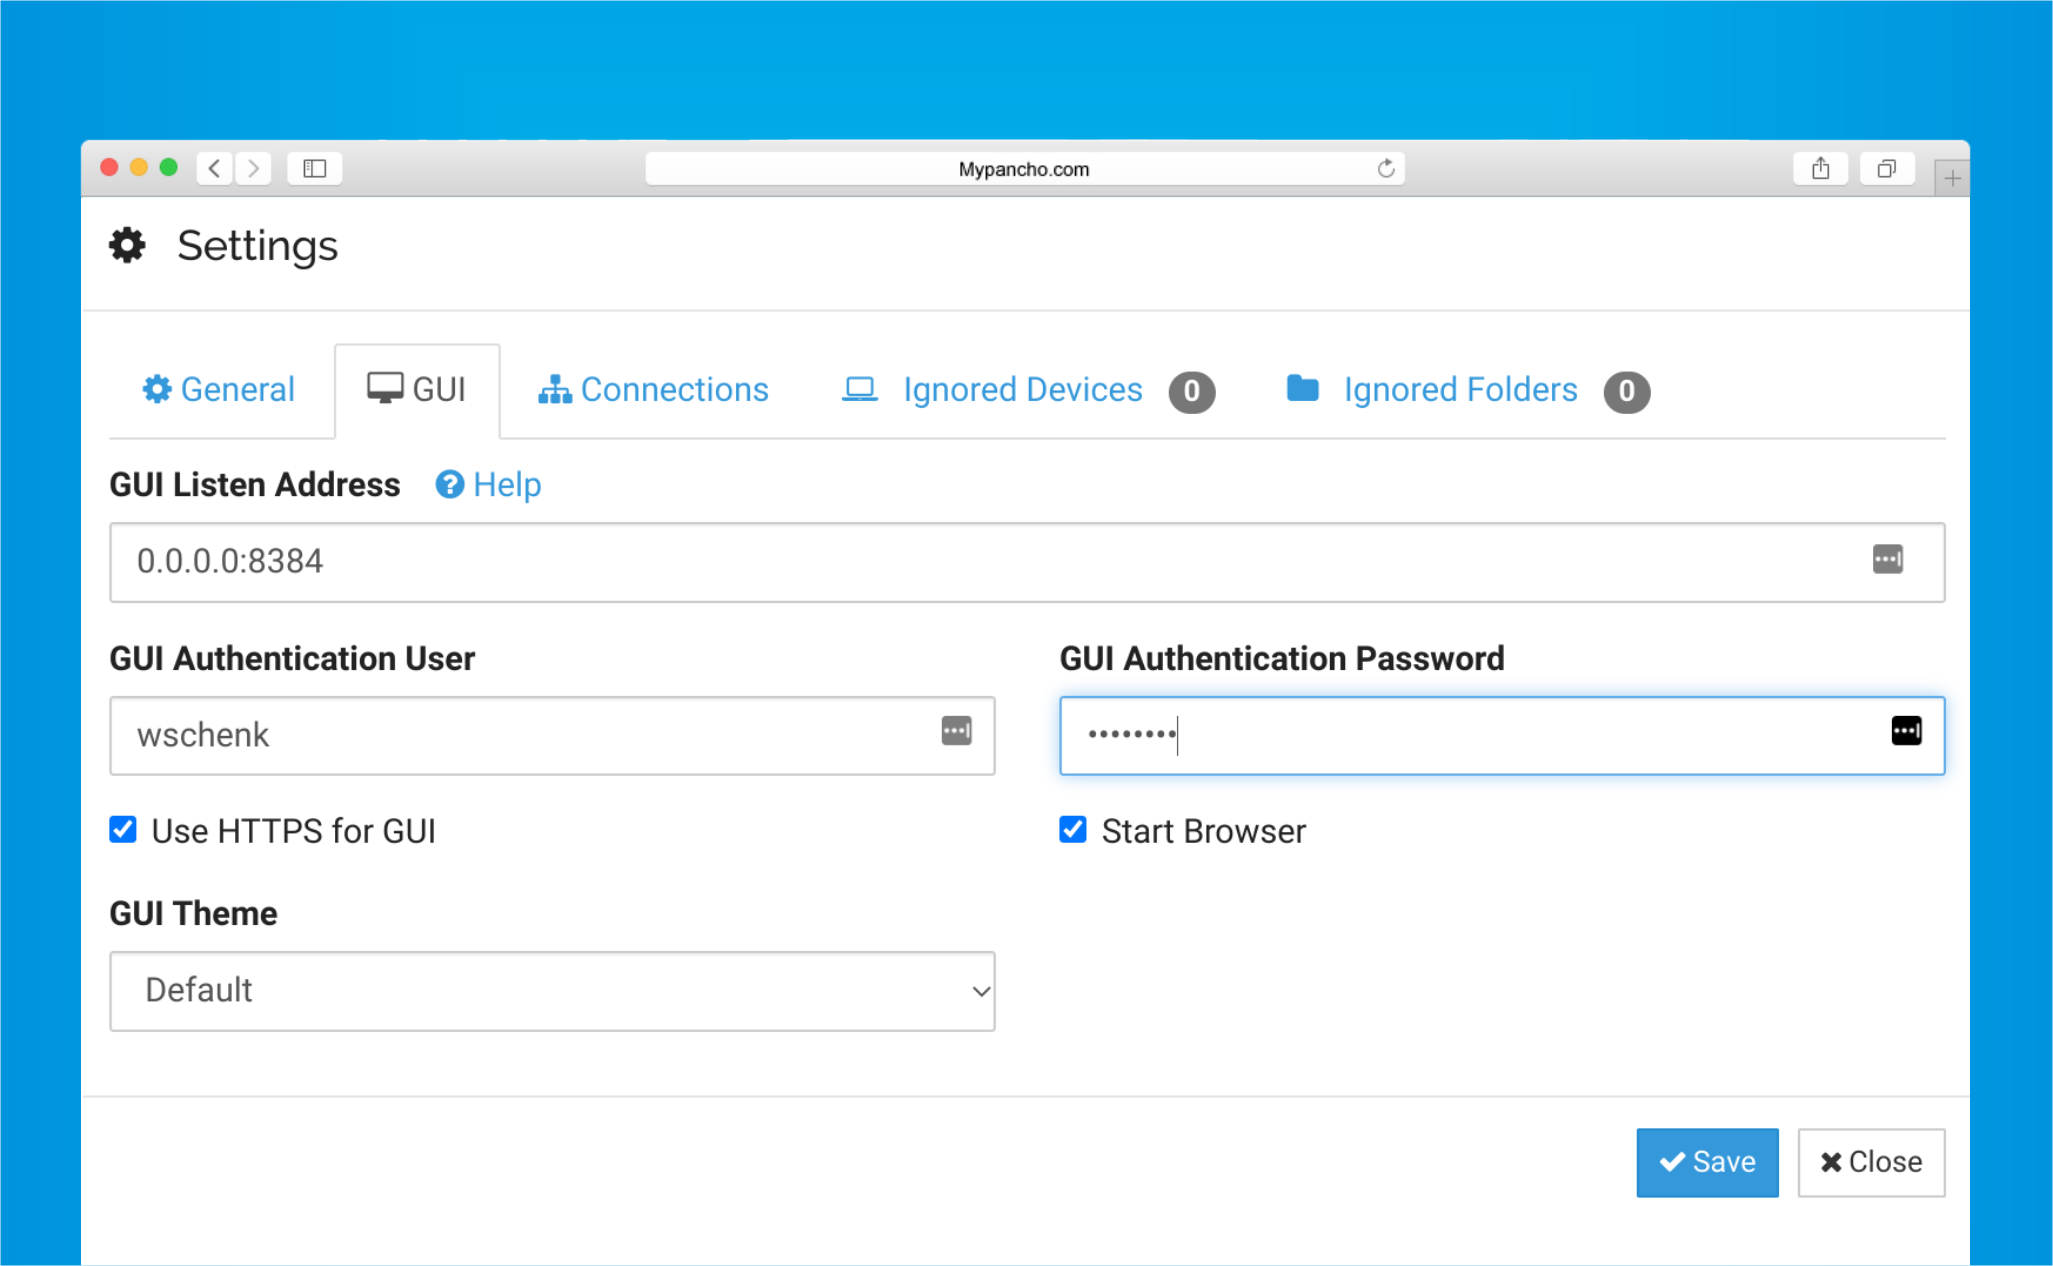 Mypancho.com
Settings
General GUI Connections Ignored Devices 0 Ignored Folders 0
GUI Listen Address Help
0.0.0.0:8384
GUI Authentication User GUI Authentication Password
wschenk ••••••••
Use HTTPS for GUI Start Browser
GUI Theme
Default
Save Close